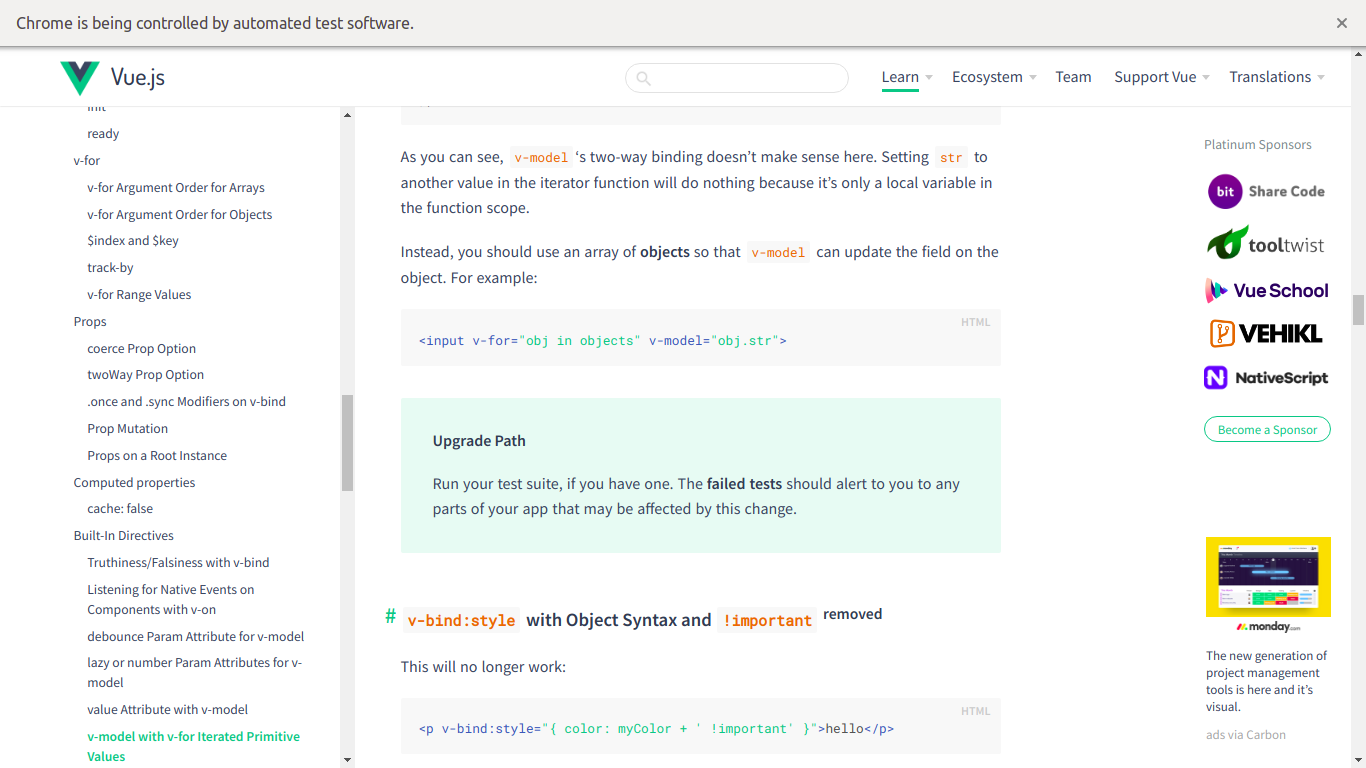 Chrome is being controlled by automated test software.
Vue.js
Learn
Ecosystem
Team
Support Vue
Translations
init
ready
v-for
v-for Argument Order for Arrays
v-for Argument Order for Objects
$index and $key
track-by
v-for Range Values
Props
coerce Prop Option
twoWay Prop Option
.once and .sync Modifiers on v-bind
Prop Mutation
Props on a Root Instance
Computed properties
cache: false
Built-In Directives
Truthiness/Falsiness with v-bind
Listening for Native Events on
Components with v-on
debounce Param Attribute for v-model
lazy or number Param Attributes for v-
model
value Attribute with v-model
v-model with v-for Iterated Primitive
Values
As you can see, v-model ‘s two-way binding doesn’t make sense here. Setting str to
another value in the iterator function will do nothing because it’s only a local variable in
the function scope.
Instead, you should use an array of objects so that v-model can update the field on the
object. For example:
HTML
<input v-for="obj in objects" v-model="obj.str">
Upgrade Path
Run your test suite, if you have one. The failed tests should alert to you to any
parts of your app that may be affected by this change.
# v-bind:style with Object Syntax and !important removed
This will no longer work:
HTML
<p v-bind:style="{ color: myColor + ' !important' }">hello</p>
Platinum Sponsors
bit Share Code
tooltwist
Vue School
VEHIKL
NativeScript
Become a Sponsor
monday.com
The new generation of
project management
tools is here and it’s
visual.
ads via Carbon